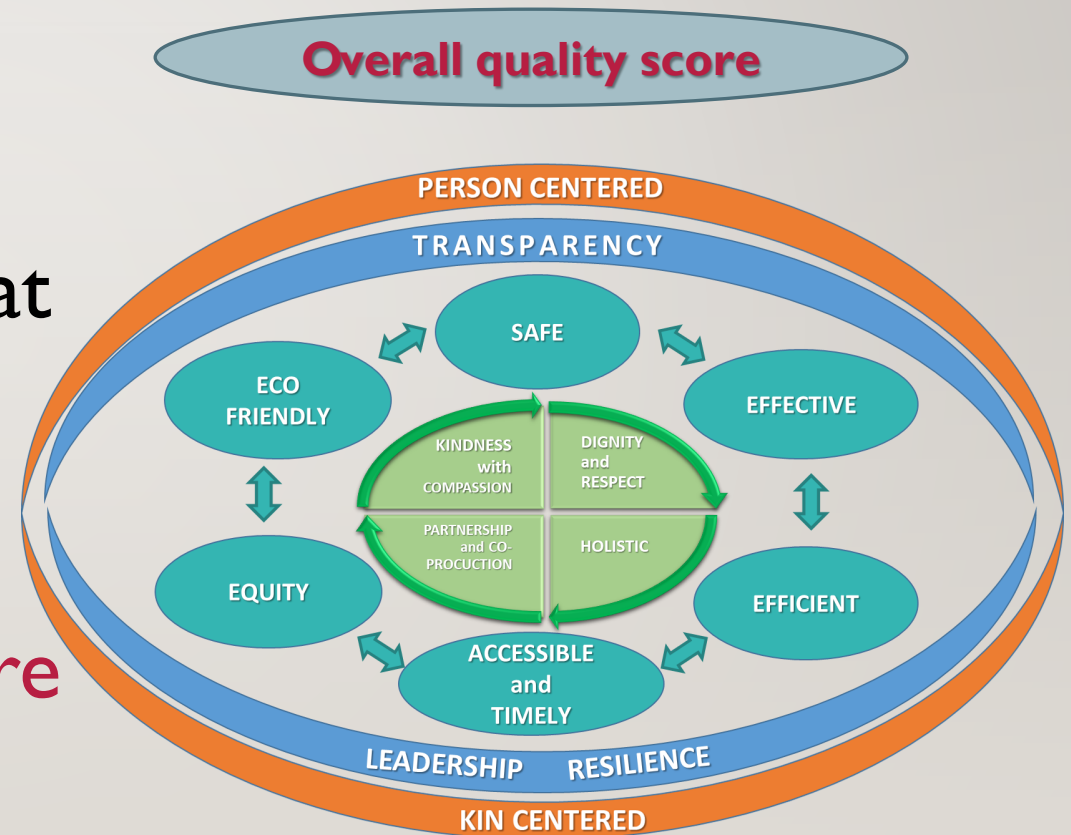 Overall quality score
PERSON CENTERED
TRANSPARENCY
at
SAFE
ECO
FRIENDLY
EFFECTIVE
KINDNESS
with
COMPASSION
DIGNITY
and
RESPECT
PARTNERSHIP
and CO-
PROCUCTION
HOLISTIC
EQUITY
EFFICIENT
ACCESSIBLE
and
TIMELY
re
LEADERSHIP RESILIENCE
KIN CENTERED